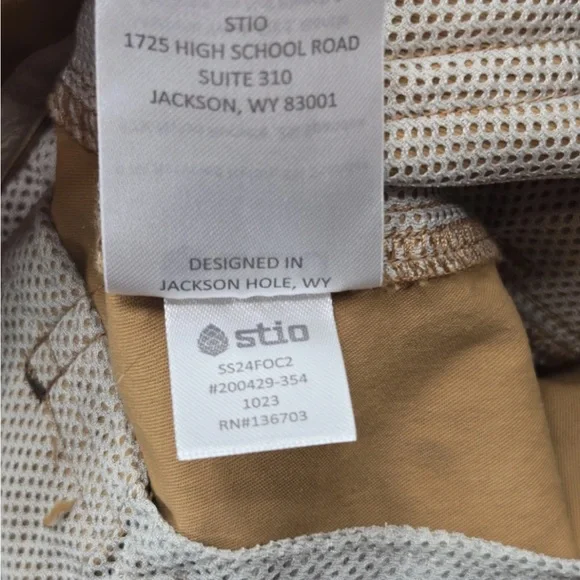 STIO
1725 HIGH SCHOOL ROAD
SUITE 310
JACKSON, WY 83001
DESIGNED IN
JACKSON HOLE, WY
stio
SS24FOC2
#200429-354
1023
RN#136703